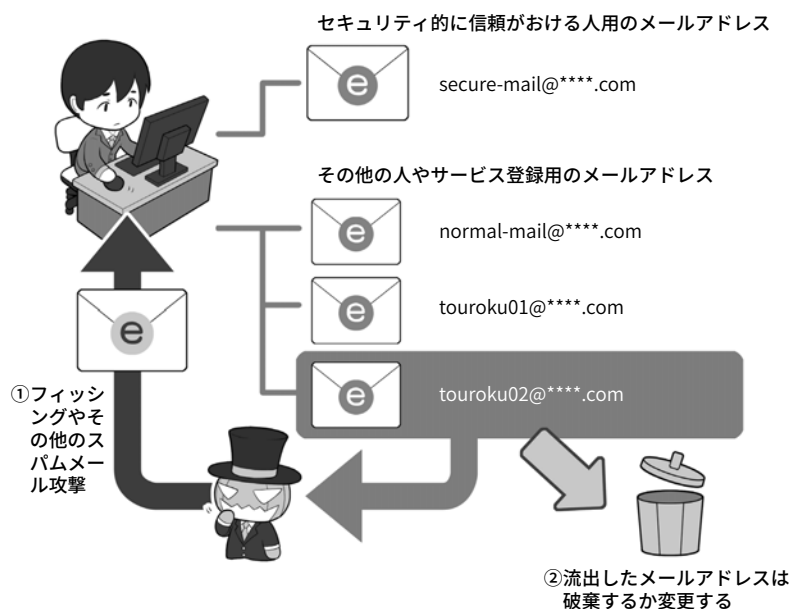 セキュリティ的に信頼がおける人用のメールアドレス
e
secure-mail@****.com
その他の人やサービス登録用のメールアドレス
e
normal-mail@****.com
e
e
touroku01@****.com
①フィッシ
ングやそ
の他のス
パムメー
ル攻撃
e
touroku02@****.com
②流出したメールアドレスは
破棄するか変更する